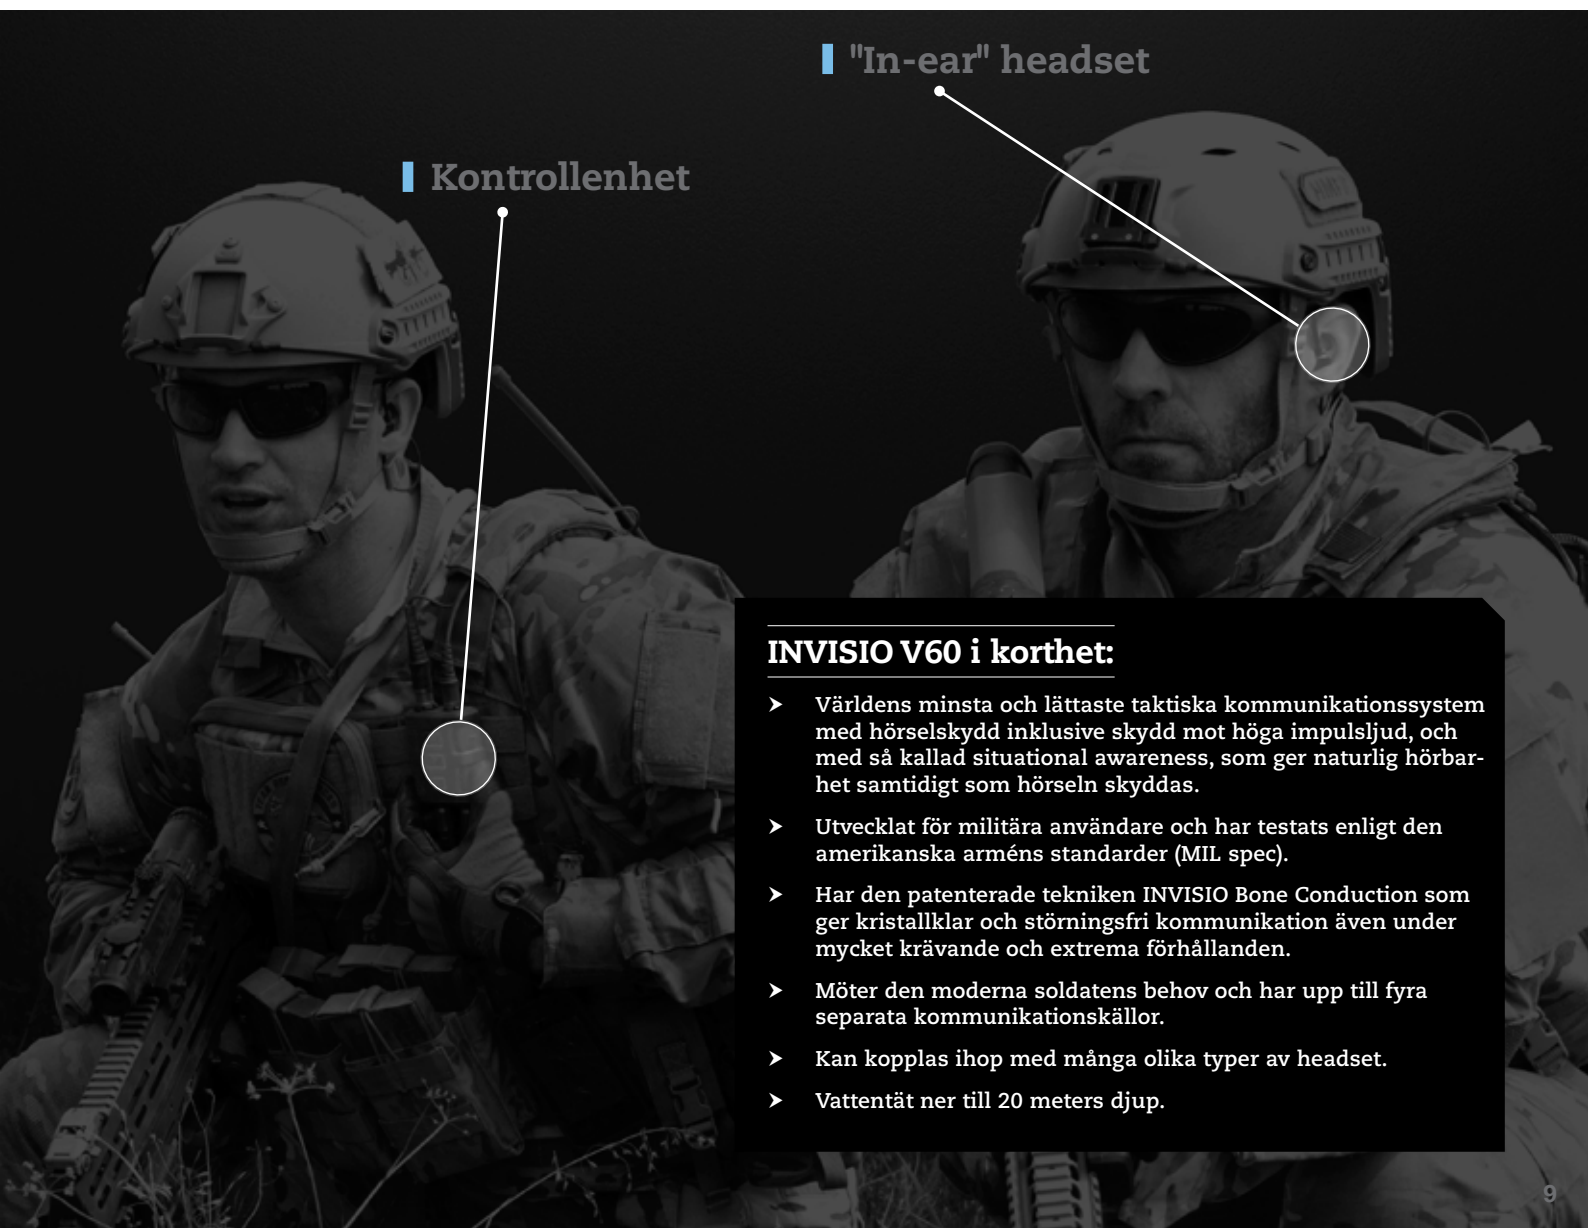 "In-ear" headset
Kontrollenhet
INVISIO V60 i korthet:
➤ Världens minsta och lättaste taktiska kommunikationssystem
med hörselskydd inklusive skydd mot höga impulsljud, och
med så kallad situational awareness, som ger naturlig hörbar-
het samtidigt som hörseln skyddas.
➤ Utvecklat för militära användare och har testats enligt den
amerikanska arméns standarder (MIL spec).
➤ Har den patenterade tekniken INVISIO Bone Conduction som
ger kristallklar och störningsfri kommunikation även under
mycket krävande och extrema förhållanden.
➤ Möter den moderna soldatens behov och har upp till fyra
separata kommunikationskällor.
➤ Kan kopplas ihop med många olika typer av headset.
➤ Vattentät ner till 20 meters djup.
9